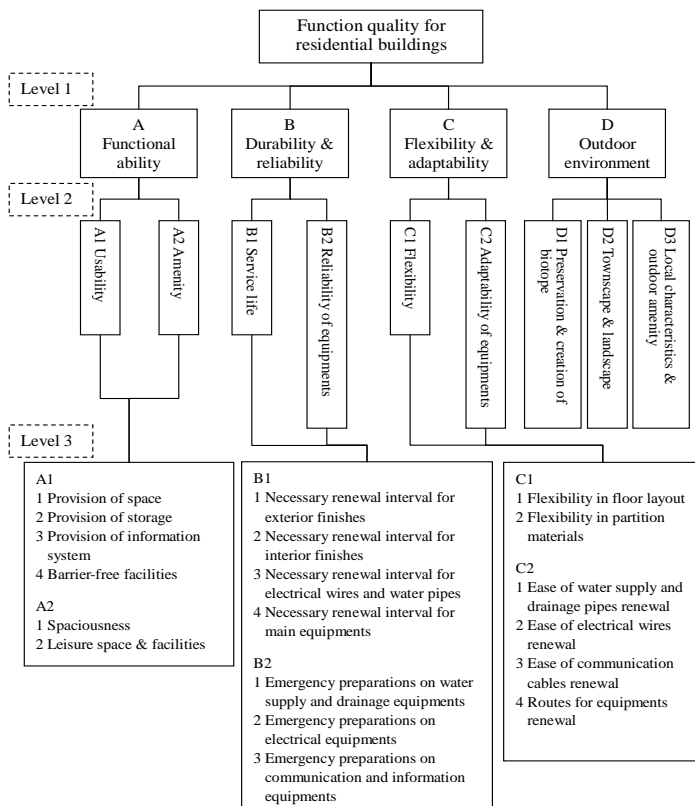 Function quality for
residential buildings
Level 1
A
Functional
ability
B
Durability &
reliability
C
Flexibility &
adaptability
D
Outdoor
environment
Level 2
A1 Usability
A2 Amenity
B1 Service life
B2 Reliability of
equipments
C1 Flexibility
C2 Adaptability of
equipments
D1 Preservation &
creation of
biotope
D2 Townscape &
landscape
D3 Local
characteristics &
outdoor amenity
Level 3
A1
1 Provision of space
2 Provision of storage
3 Provision of information
system
4 Barrier-free facilities
A2
1 Spaciousness
2 Leisure space & facilities
B1
1 Necessary renewal interval for
exterior finishes
2 Necessary renewal interval for
interior finishes
3 Necessary renewal interval for
electrical wires and water pipes
4 Necessary renewal interval for
main equipments
B2
1 Emergency preparations on water
supply and drainage equipments
2 Emergency preparations on
electrical equipments
3 Emergency preparations on
communication and information
equipments
C1
1 Flexibility in floor layout
2 Flexibility in partition
materials
C2
1 Ease of water supply and
drainage pipes renewal
2 Ease of electrical wires
renewal
3 Ease of communication
cables renewal
4 Routes for equipments
renewal